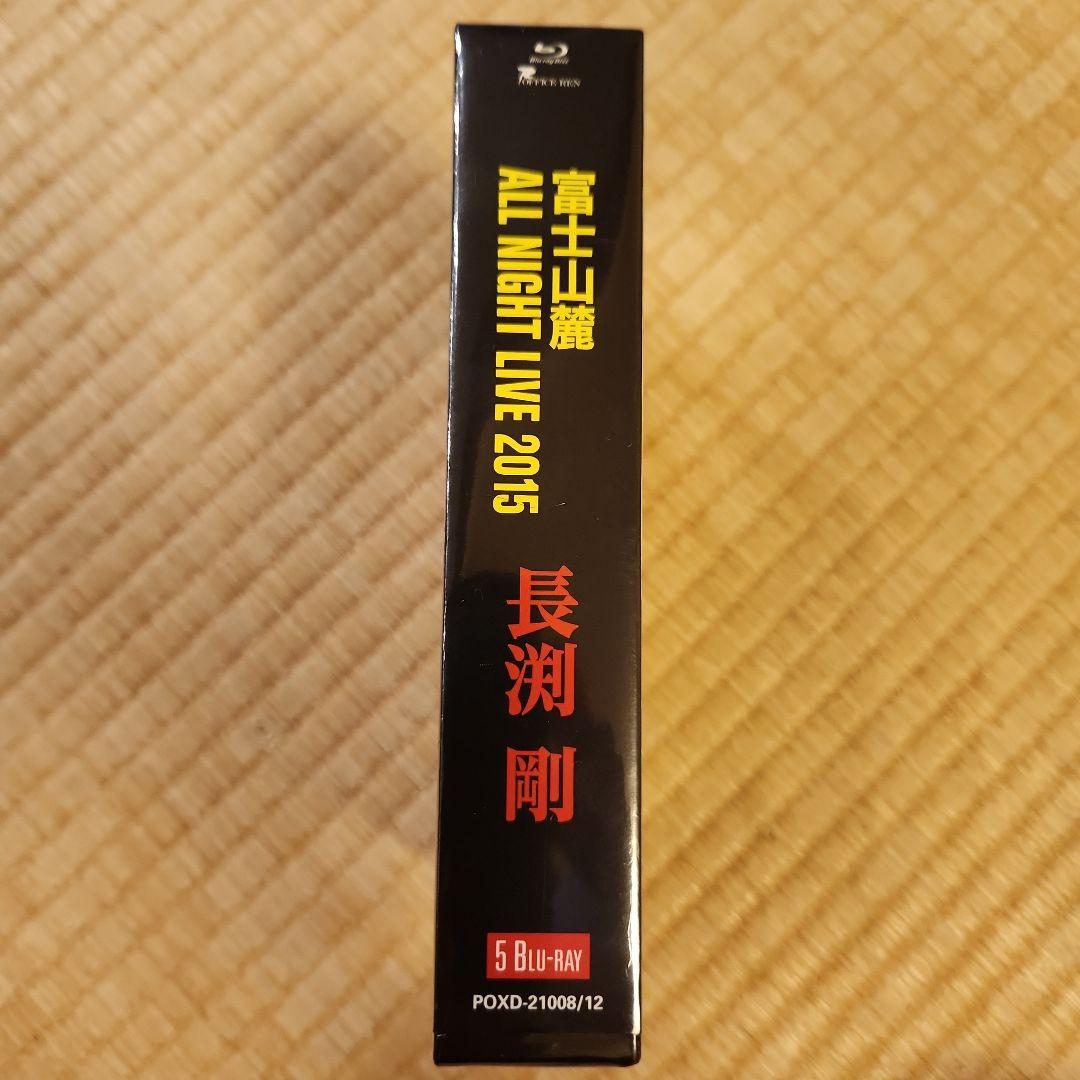 Blu-ray Disc
OFFICE REN
富士山麓
ALL NIGHT LIVE 2015
長渕 剛
5 BLU-RAY
POXD-21008/12